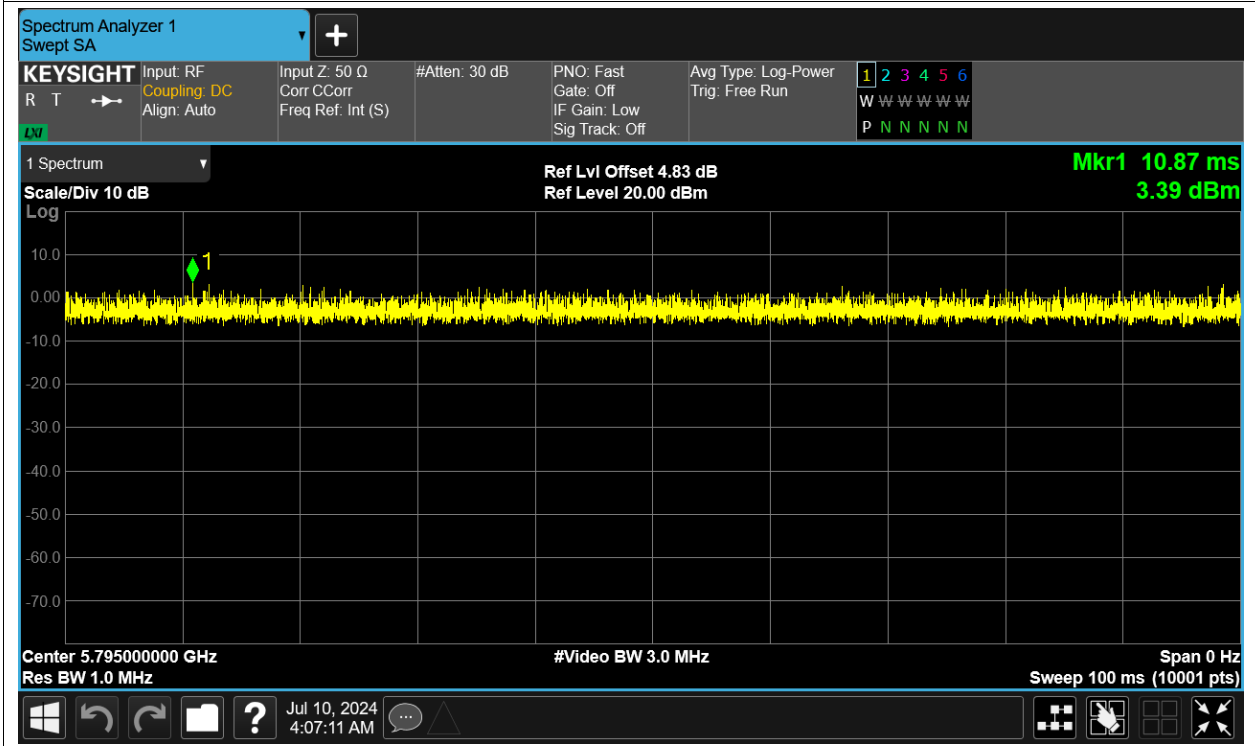 Spectrum Analyzer 1
Swept SA
KEYSIGHT
R T
LXI
Input: RF
Coupling: DC
Align: Auto
Input Z: 50 Ω
Corr CCorr
Freq Ref: Int (S)
#Atten: 30 dB
PNO: Fast
Gate: Off
IF Gain: Low
Sig Track: Off
Avg Type: Log-Power
Trig: Free Run
1 2 3 4 5 6
W W W W W W
P N N N N N
1 Spectrum
Scale/Div 10 dB
Log
Ref Lvl Offset 4.83 dB
Ref Level 20.00 dBm
Mkr1 10.87 ms
3.39 dBm
1
10.0
0.00
-10.0
-20.0
-30.0
-40.0
-50.0
-60.0
-70.0
Center 5.795000000 GHz
Res BW 1.0 MHz
#Video BW 3.0 MHz
Span 0 Hz
Sweep 100 ms (10001 pts)
?
Jul 10, 2024
4:07:11 AM